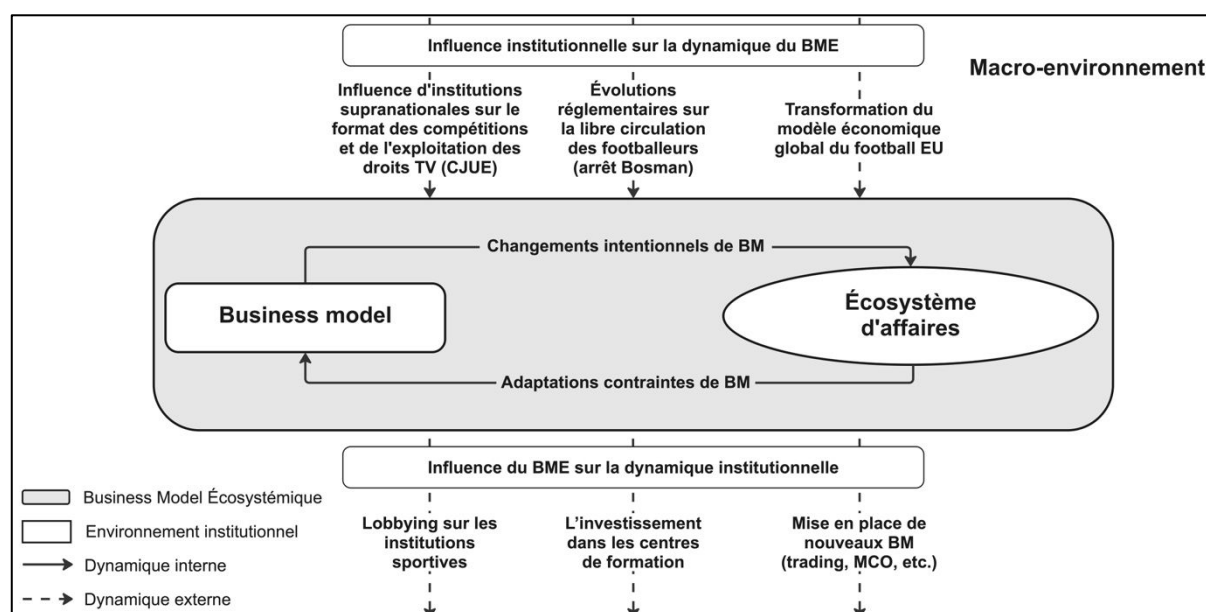 Influence institutionnelle sur la dynamique du BME
Macro-environnement
Influence d'institutions
supranationales sur le
format des compétitions
et de l'exploitation des
droits TV (CJUE)
Évolutions
réglementaires sur
la libre circulation
des footballeurs
(arrêt Bosman)
Transformation du
modèle économique
global du football EU
Changements intentionnels de BM
Business model
Écosystème
d'affaires
Adaptations contraintes de BM
Influence du BME sur la dynamique institutionnelle
Business Model Écosystémique
Environnement institutionnel
Dynamique interne
Dynamique externe
Lobbying sur les
institutions
sportives
L'investissement
dans les centres
de formation
Mise en place de
nouveaux BM
(trading, MCO, etc.)